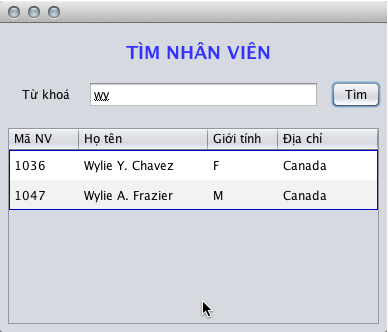 TÌM NHÂN VIÊN
Từ khoá wy Tìm
Mã NV Họ tên Giới tính Địa chỉ
1036 Wylie Y. Chavez F Canada
1047 Wylie A. Frazier M Canada